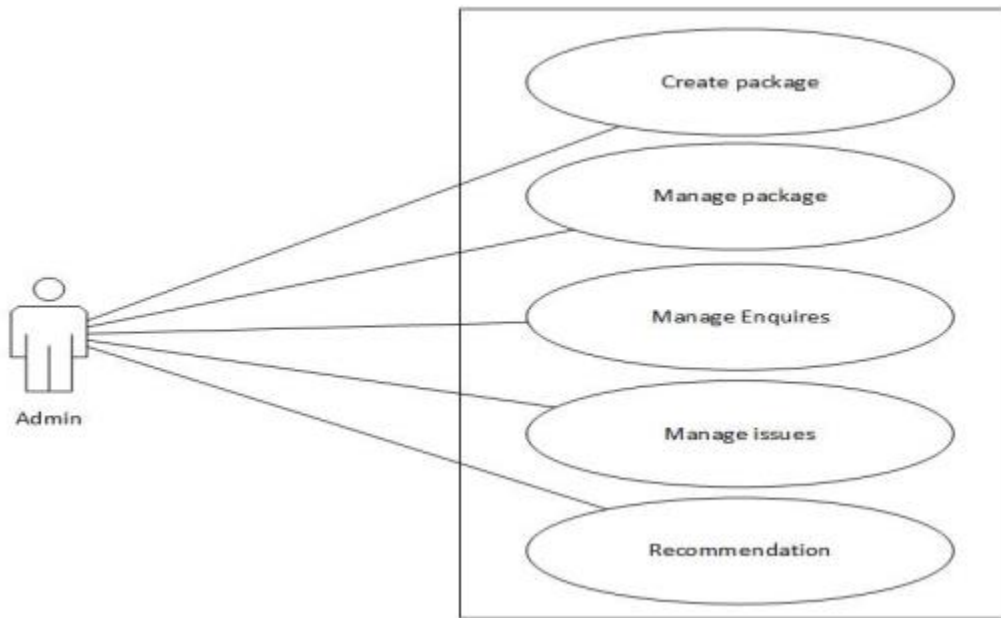 Create package
Manage package
Manage Enquires
Manage issues
Recommendation
Admin